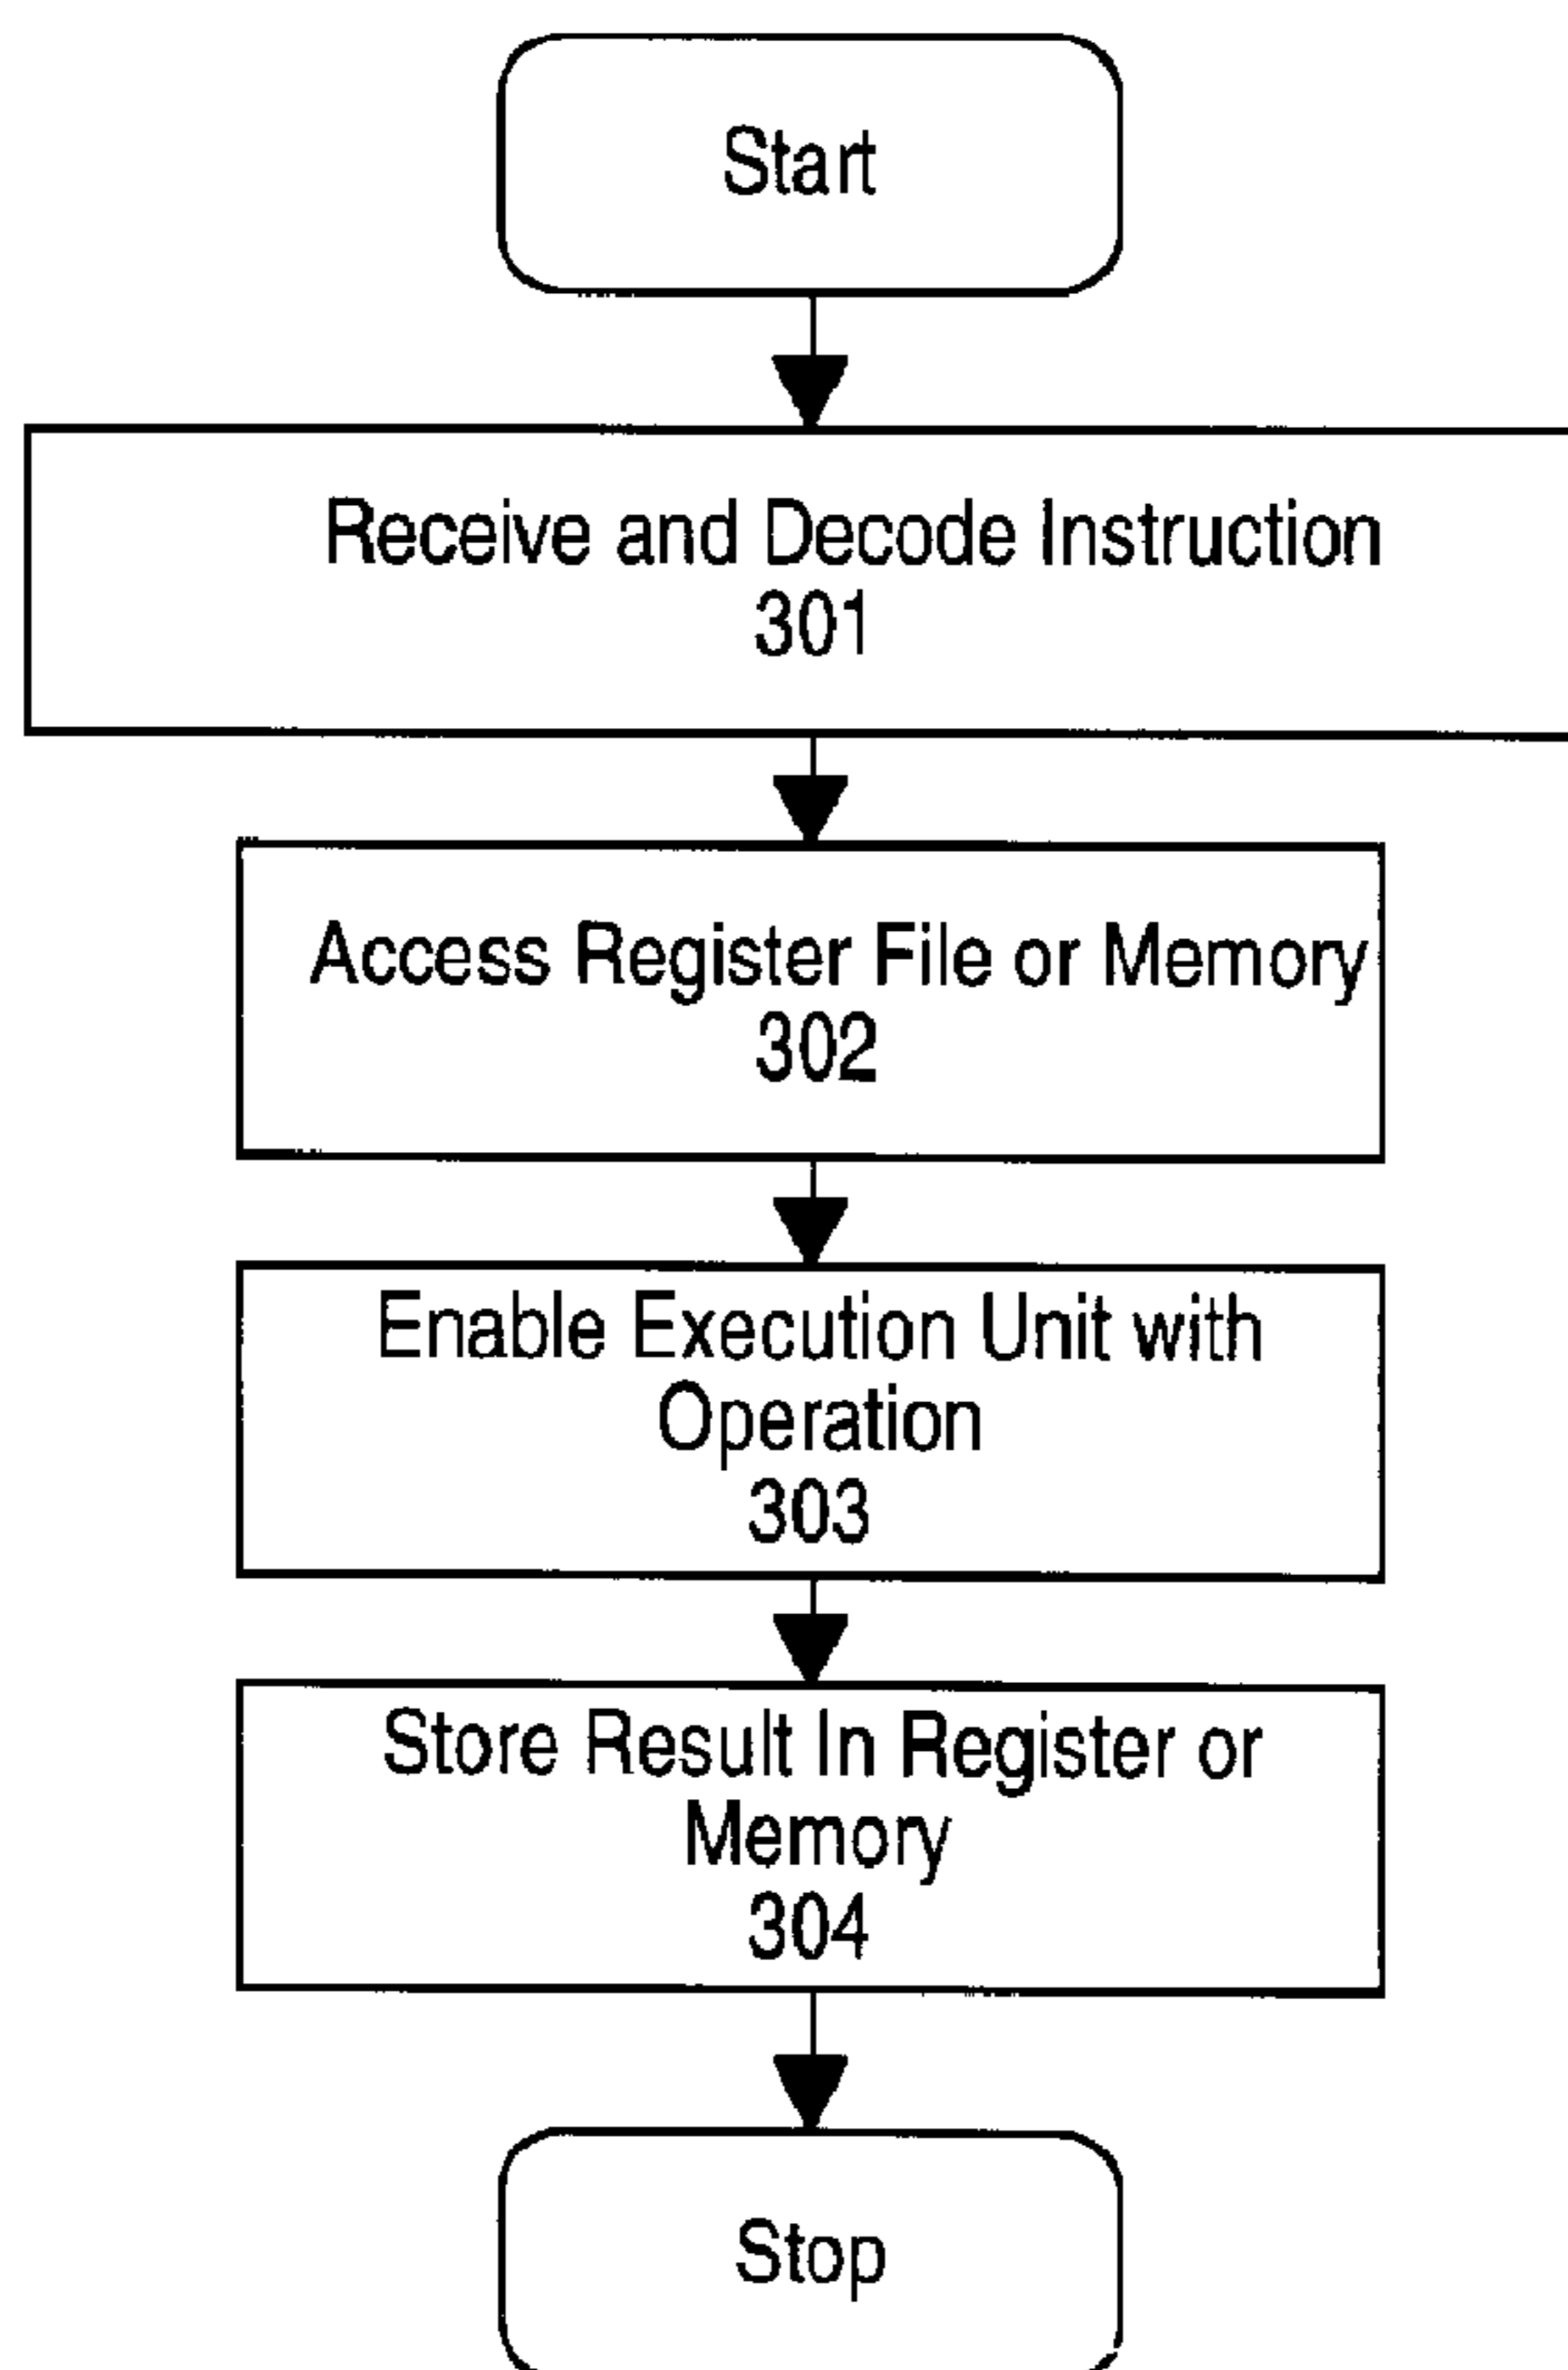 Start
Receive and Decode Instruction
301
Access Register File or Memory
302
Enable Execution Unit with
Operation
303
Store Result In Register or
Memory
304
Stop